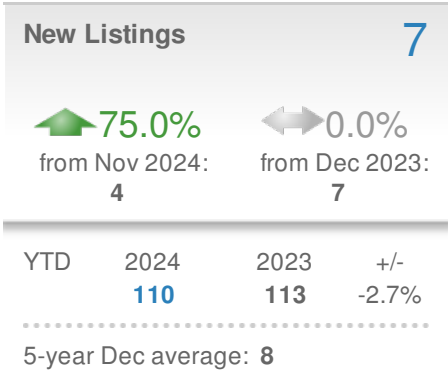 New Listings 7
75.0% 0.0%
from Nov 2024: from Dec 2023:
4 7
YTD 2024 2023 +/-
110 113 -2.7%
5-year Dec average: 8